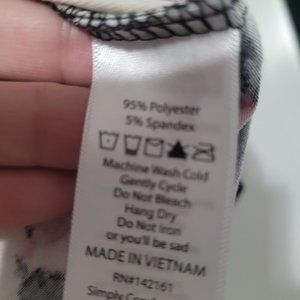 95% Polyester
5% Spandex
Machine Wash Cold
Gently Cycle
Do Not Bleach
Hang Dry
Do Not Iron
or you'll be sad
MADE IN VIETNAM
RN#142161
Simply